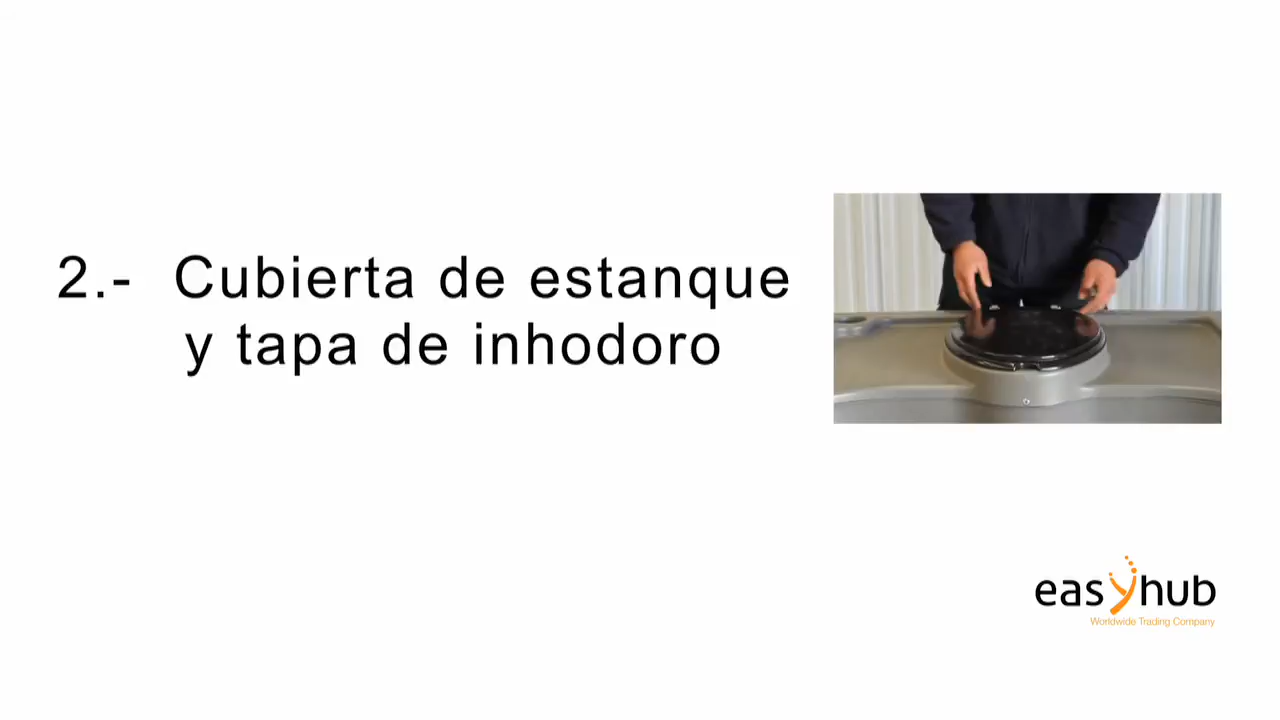 2.- Cubierta de estanque
y tapa de inhodoro
easyhub
Worldwide Trading Company